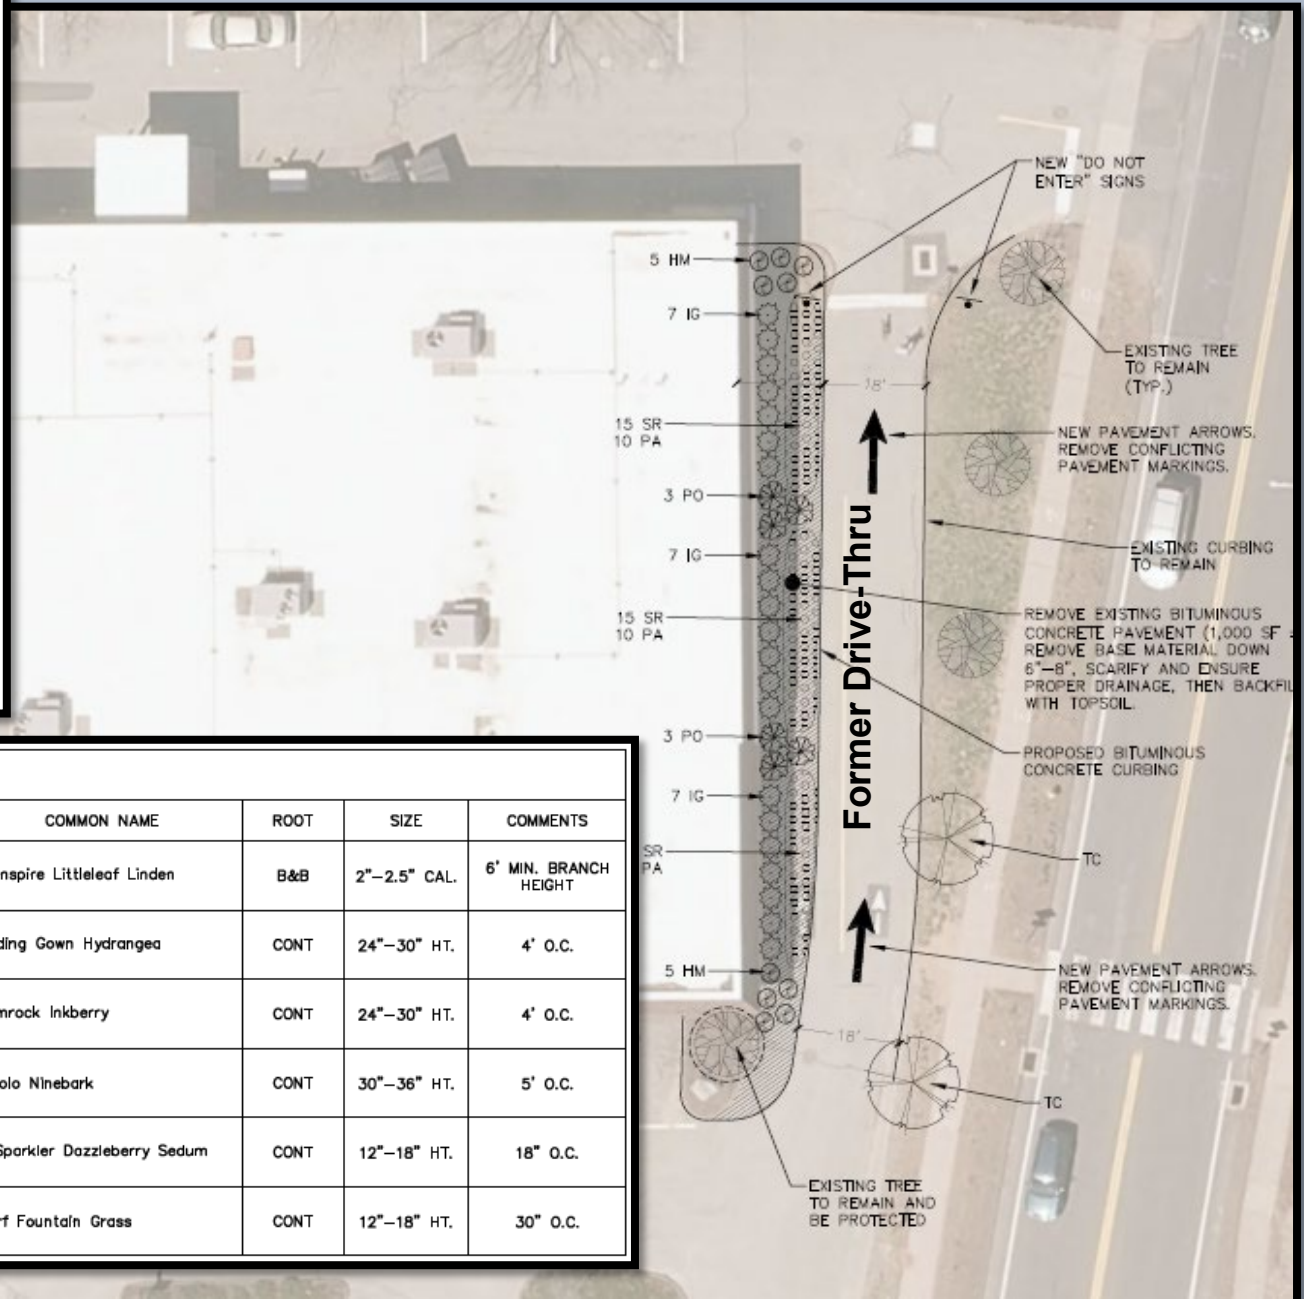 NEW "DO NOT
ENTER" SIGNS
5 HM
7 IG
EXISTING TREE
TO REMAIN
(TYP.)
18'
15 SR
10 PA
NEW PAVEMENT ARROWS.
REMOVE CONFLICTING
PAVEMENT MARKINGS.
3 PO
Former Drive-Thru
7 IG
EXISTING CURBING
TO REMAIN
15 SR
10 PA
REMOVE EXISTING BITUMINOUS
CONCRETE PAVEMENT (1,000 SF
REMOVE BASE MATERIAL DOWN
6"-8", SCARIFY AND ENSURE
PROPER DRAINAGE, THEN BACKFIL
WITH TOPSOIL.
3 PO
PROPOSED BITUMINOUS
CONCRETE CURBING
7 IG
SR
PA
TC
5 HM
NEW PAVEMENT ARROWS.
REMOVE CONFLICTING
PAVEMENT MARKINGS.
18'
TC
EXISTING TREE
TO REMAIN AND
BE PROTECTED
COMMON NAME ROOT SIZE COMMENTS
nspire Littleleaf Linden B&B 2"-2.5" CAL. 6' MIN. BRANCH
HEIGHT
ding Gown Hydrangea CONT 24"-30" HT. 4' O.C.
mrock Inkberry CONT 24"-30" HT. 4' O.C.
olo Ninebark CONT 30"-36" HT. 5' O.C.
Sparkler Dazzleberry Sedum CONT 12"-18" HT. 18" O.C.
rf Fountain Grass CONT 12"-18" HT. 30" O.C.